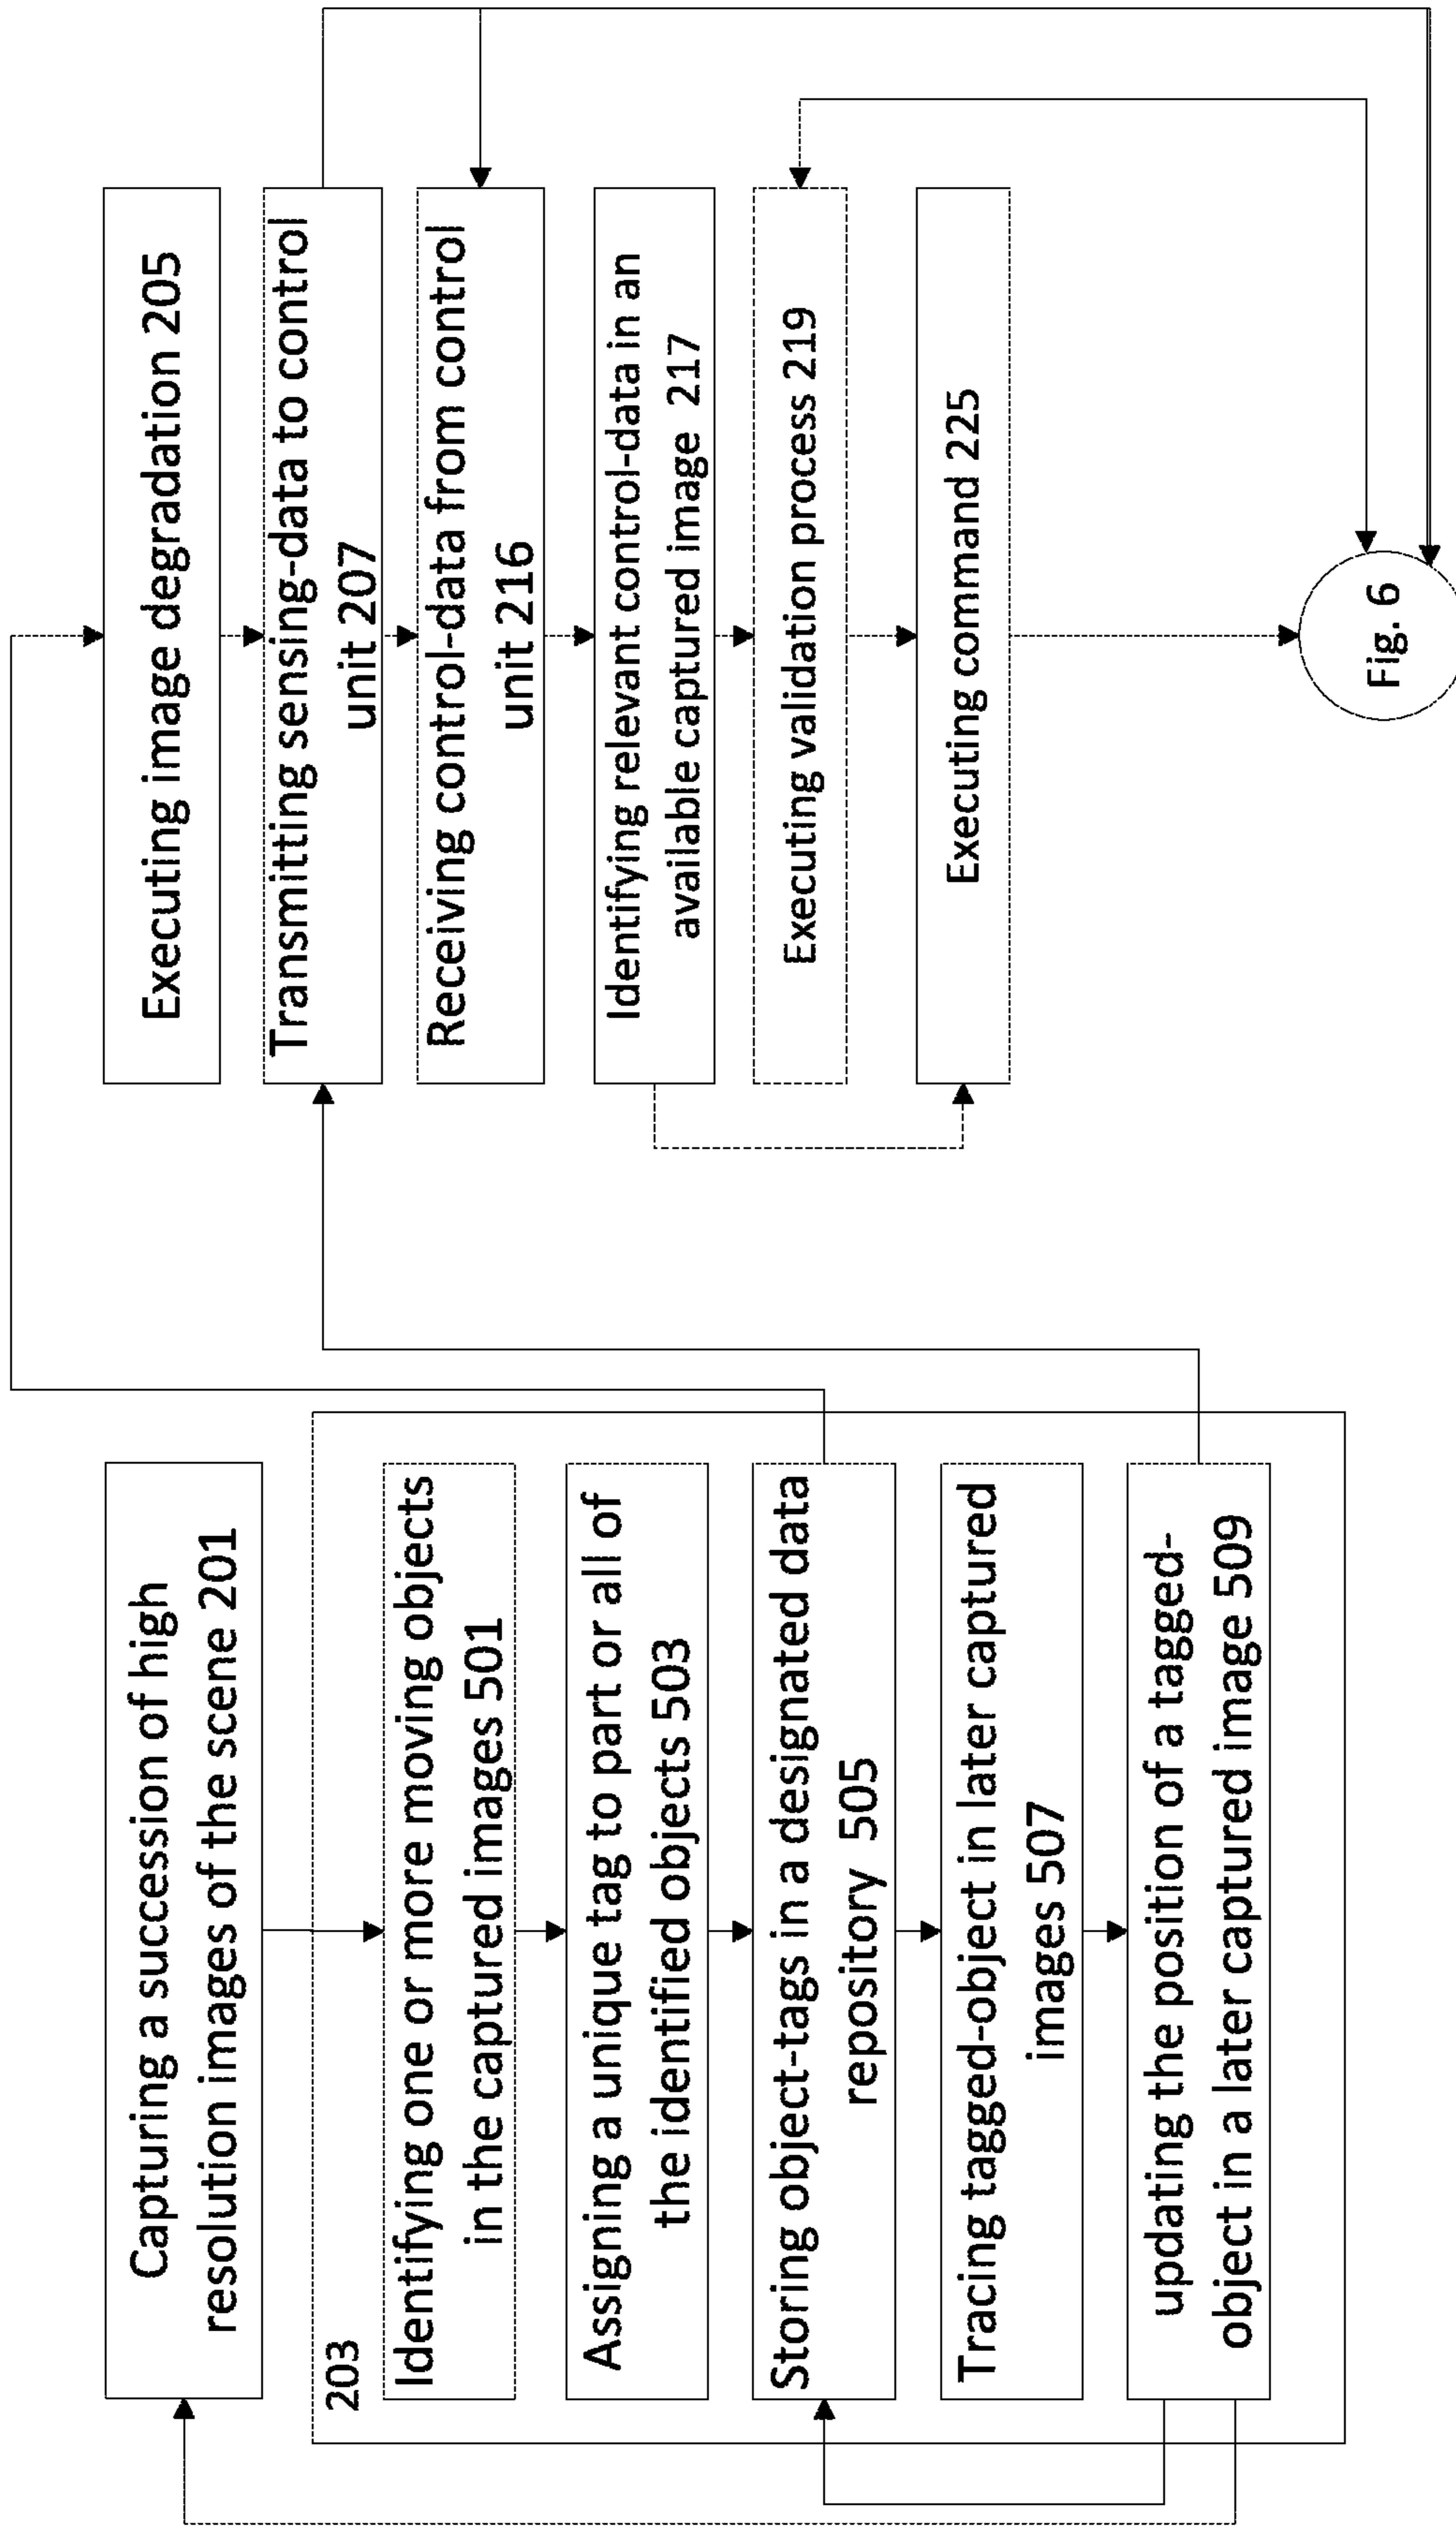 Capturing a succession of high
resolution images of the scene 201
203
Identifying one or more moving objects
in the captured images 501
Assigning a unique tag to part or all of
the identified objects 503
Storing object-tags in a designated data
repository 505
Tracing tagged-object in later captured
images 507
updating the position of a tagged-
object in a later captured image 509
Executing image degradation 205
Transmitting sensing-data to control
unit 207
Receiving control-data from control
unit 216
Identifying relevant control-data in an
available captured image 217
Executing validation process 219
Executing command 225
Fig. 6